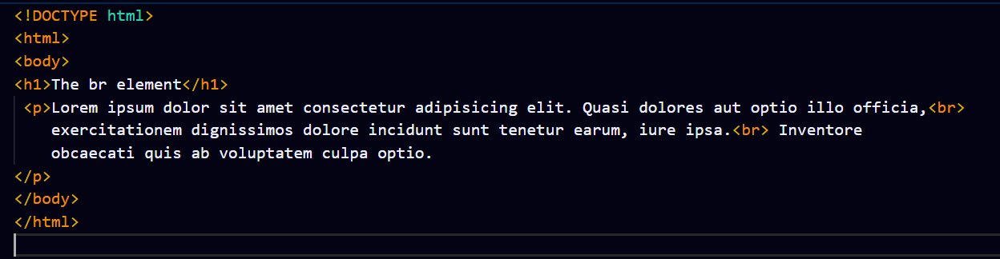 <!DOCTYPE html>
<html>
<body>
<h1>The br element</h1>
<p>Lorem ipsum dolor sit amet consectetur adipisicing elit. Quasi dolores aut optio illo officia,<br>
exercitationem dignissimos dolore incidunt sunt tenetur earum, iure ipsa.<br> Inventore
obcaecati quis ab voluptatem culpa optio.
</p>
</body>
</html>